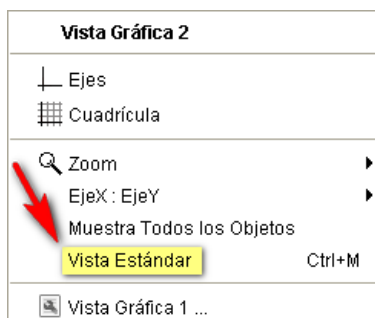 Vista Gráfica 2
Ejes
Cuadrícula
Zoom
EjeX : EjeY
Muestra Todos los Objetos
Vista Estándar Ctrl+M
Vista Gráfica 1 ...